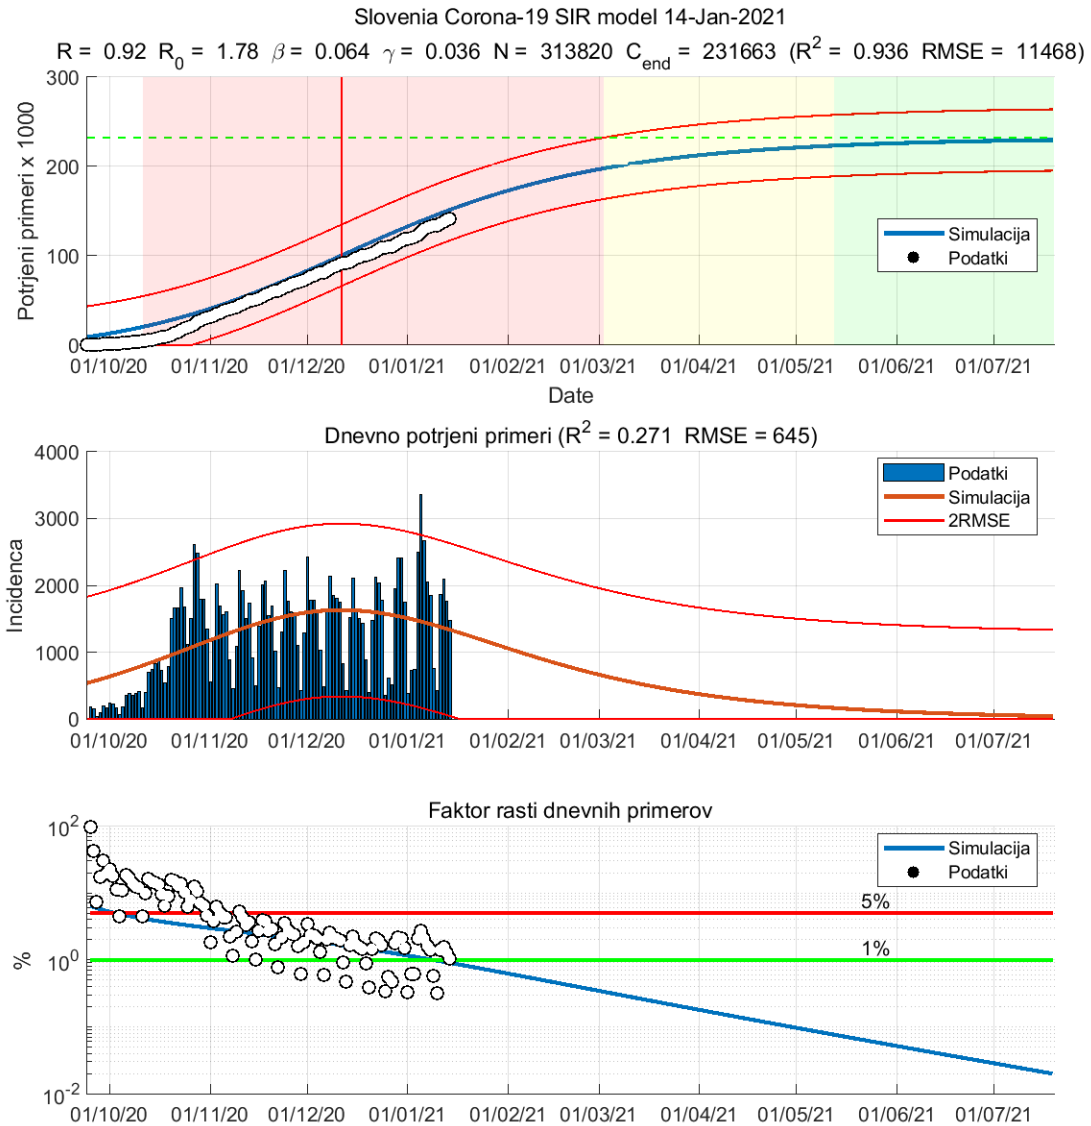 Slovenia Corona-19 SIR model 14-Jan-2021
R = 0.92 R0 = 1.78 β = 0.064 γ = 0.036 N = 313820 Cend = 231663 (R2 = 0.936 RMSE = 11468)
300
200
100
0
Potrjeni primeri x 1000
Simulacija
Podatki
01/10/20 01/11/20 01/12/20 01/01/21 01/02/21 01/03/21 01/04/21 01/05/21 01/06/21 01/07/21
Date
Dnevno potrjeni primeri (R2 = 0.271 RMSE = 645)
4000
3000
2000
1000
0
Incidenca
Podatki
Simulacija
2RMSE
01/10/20 01/11/20 01/12/20 01/01/21 01/02/21 01/03/21 01/04/21 01/05/21 01/06/21 01/07/21
Faktor rasti dnevnih primerov
10^2
10^0
10^-2
%
Simulacija
Podatki
5%
1%
01/10/20 01/11/20 01/12/20 01/01/21 01/02/21 01/03/21 01/04/21 01/05/21 01/06/21 01/07/21